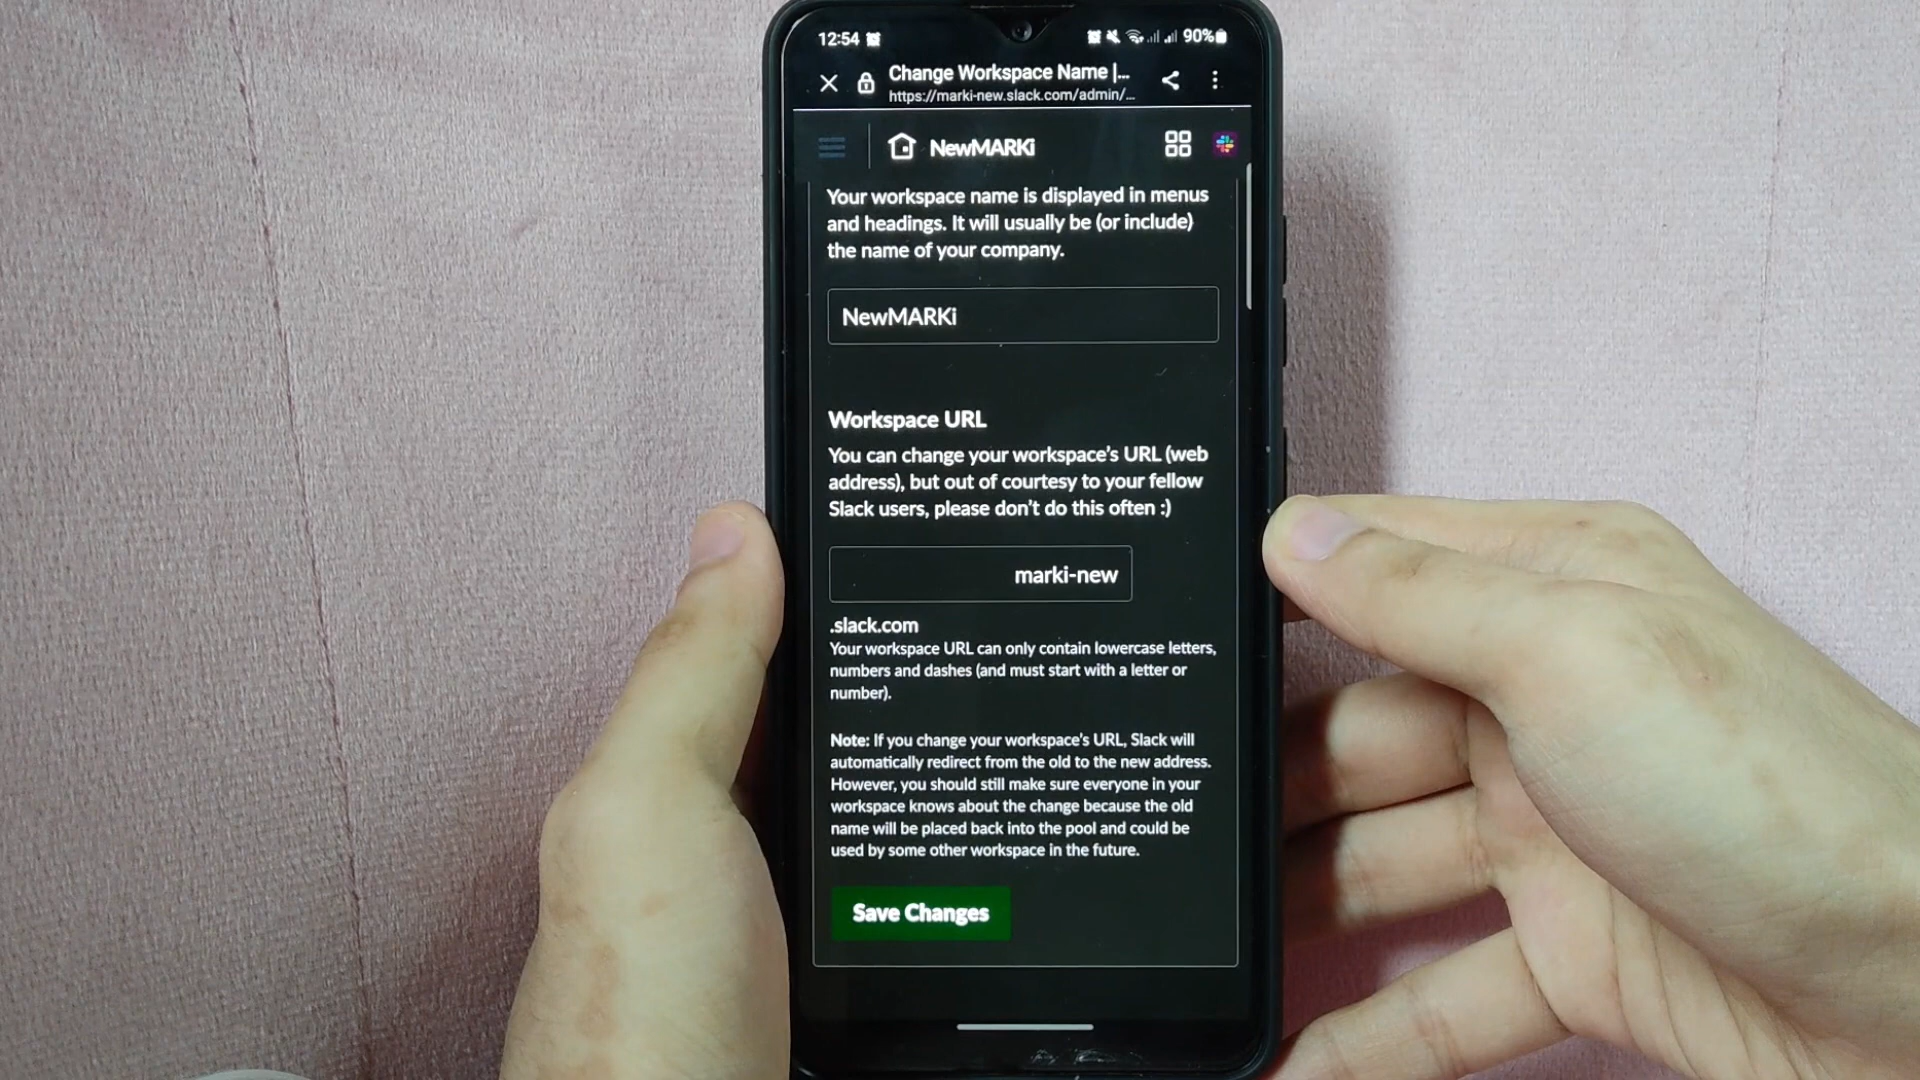 12:54
90%
Change Workspace Name |...
https://marki-new.slack.com/admin/...
NewMARKi
Your workspace name is displayed in menus
and headings. It will usually be (or include)
the name of your company.
NewMARKi
Workspace URL
You can change your workspace's URL (web
address), but out of courtesy to your fellow
Slack users, please don't do this often :)
marki-new
.slack.com
Your workspace URL can only contain lowercase letters,
numbers and dashes (and must start with a letter or
number).
Note: If you change your workspace's URL, Slack will
automatically redirect from the old to the new address.
However, you should still make sure everyone in your
workspace knows about the change because the old
name will be placed back into the pool and could be
used by some other workspace in the future.
Save Changes